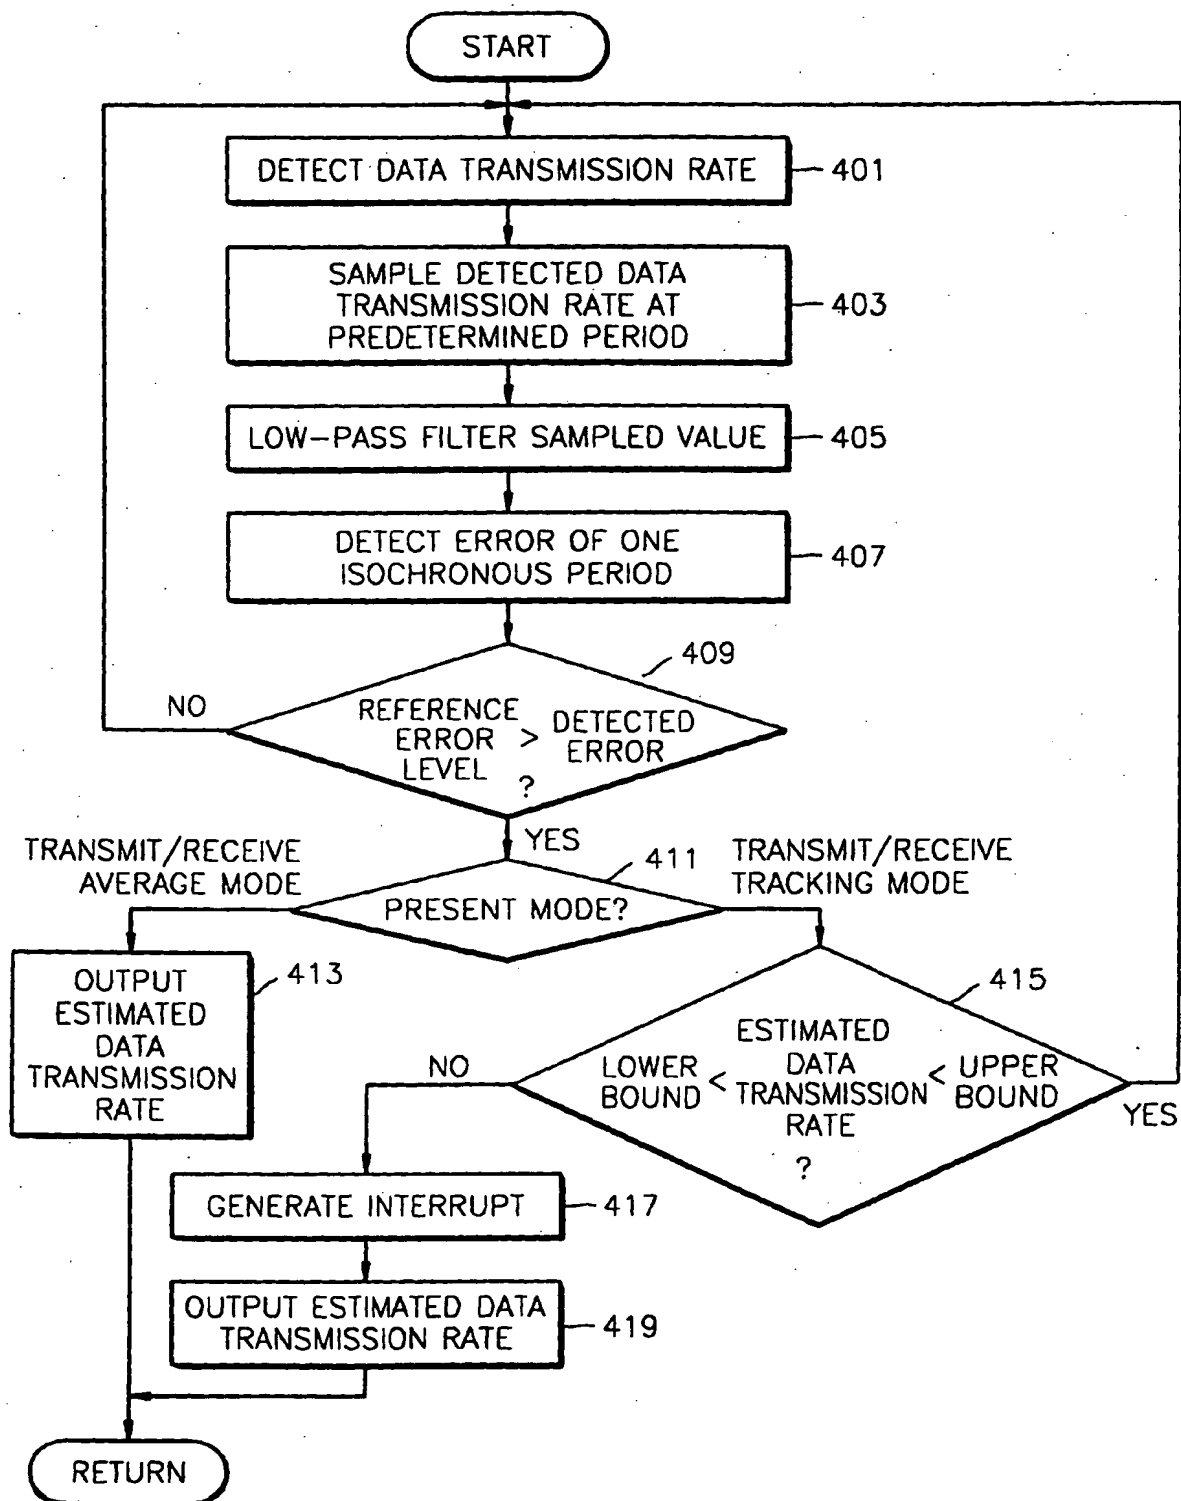 START
DETECT DATA TRANSMISSION RATE
401
SAMPLE DETECTED DATA
TRANSMISSION RATE AT
PREDETERMINED PERIOD
403
LOW-PASS FILTER SAMPLED VALUE
405
DETECT ERROR OF ONE
ISOCHRONOUS PERIOD
407
409
NO
REFERENCE
ERROR
LEVEL
>
DETECTED
ERROR
?
YES
TRANSMIT/RECEIVE
AVERAGE MODE
411
TRANSMIT/RECEIVE
TRACKING MODE
PRESENT MODE?
OUTPUT
ESTIMATED
DATA
TRANSMISSION
RATE
413
415
NO
LOWER
BOUND
<
ESTIMATED
DATA
TRANSMISSION
RATE
<
UPPER
BOUND
?
YES
GENERATE INTERRUPT
417
OUTPUT ESTIMATED DATA
TRANSMISSION RATE
419
RETURN